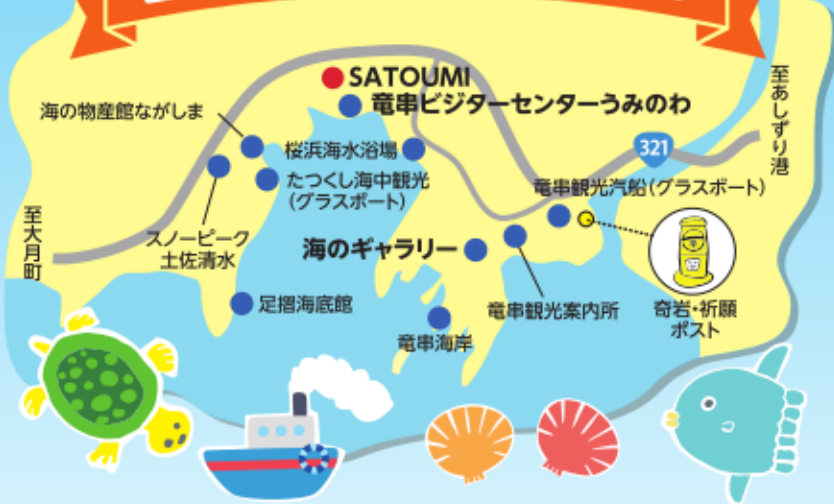 SATOUMI
竜串ビジターセンターうみのわ
至あしずり港
海の物産館ながしま
桜浜海水浴場
321
たつくし海中観光
(グラスボート)
竜串観光汽船(グラスボート)
至大月町
スノーピーク
土佐清水
海のギャラリー
足摺海底館
竜串観光案内所
奇岩・祈願
ポスト
竜串海岸